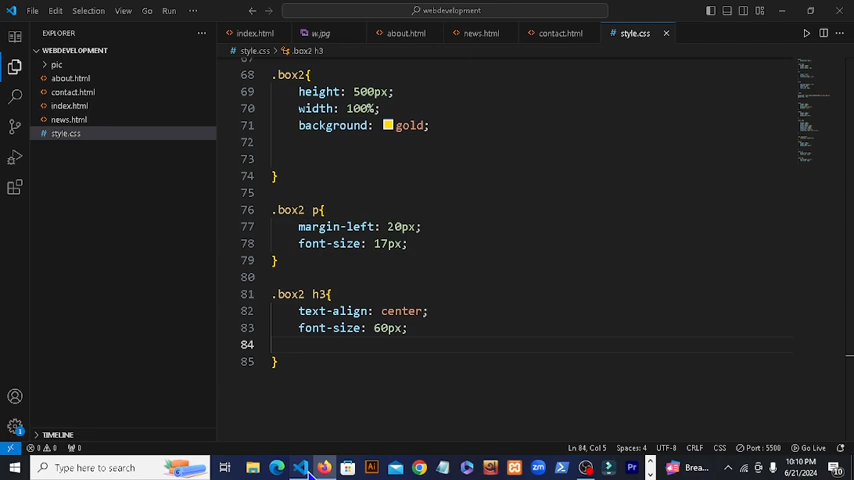 File Edit Selection View Go Run ··· webdevelopment
EXPLORER ··· index.html w.jpg about.html news.html contact.html # style.css ×
WEBDEVELOPMENT # style.css > .box2 h3
pic
about.html
contact.html
index.html
news.html
# style.css
67
68 .box2{
69 height: 500px;
70 width: 100%;
71 background: gold;
72
73
74 }
75
76 .box2 p{
77 margin-left: 20px;
78 font-size: 17px;
79 }
80
81 .box2 h3{
82 text-align: center;
83 font-size: 60px;
84
85 }
TIMELINE
0 0 0 Ln 84, Col 5 Spaces: 4 UTF-8 CRLF CSS Port : 5500 Go Live
Type here to search Brea... 10:10 PM
6/21/2024 10